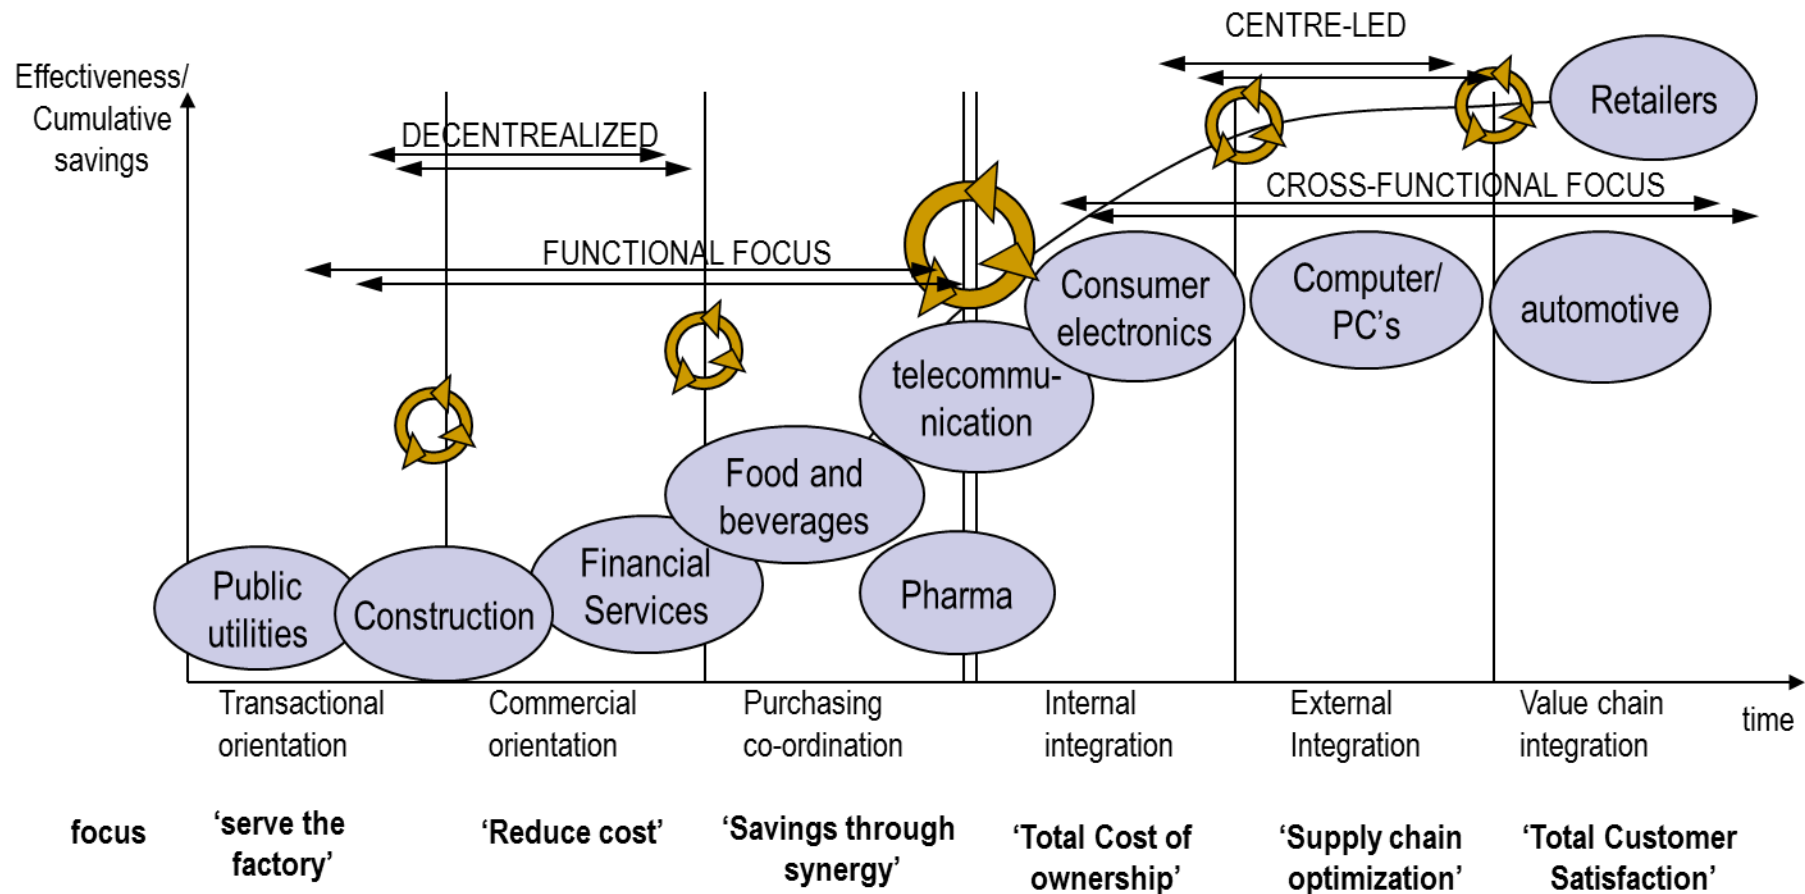 CENTRE-LED
Effectiveness/
Cumulative
savings
Retailers
DECENTREALIZED
CROSS-FUNCTIONAL FOCUS
FUNCTIONAL FOCUS
Consumer
electronics
Computer/
PC’s
automotive
telecommu-
nication
Food and
beverages
Financial
Services
Public
utilities
Construction
Pharma
Transactional
orientation
Commercial
orientation
Purchasing
co-ordination
Internal
integration
External
Integration
Value chain
integration
time
focus
‘serve the
factory’
‘Reduce cost’
‘Savings through
synergy’
‘Total Cost of
ownership’
‘Supply chain
optimization’
‘Total Customer
Satisfaction’